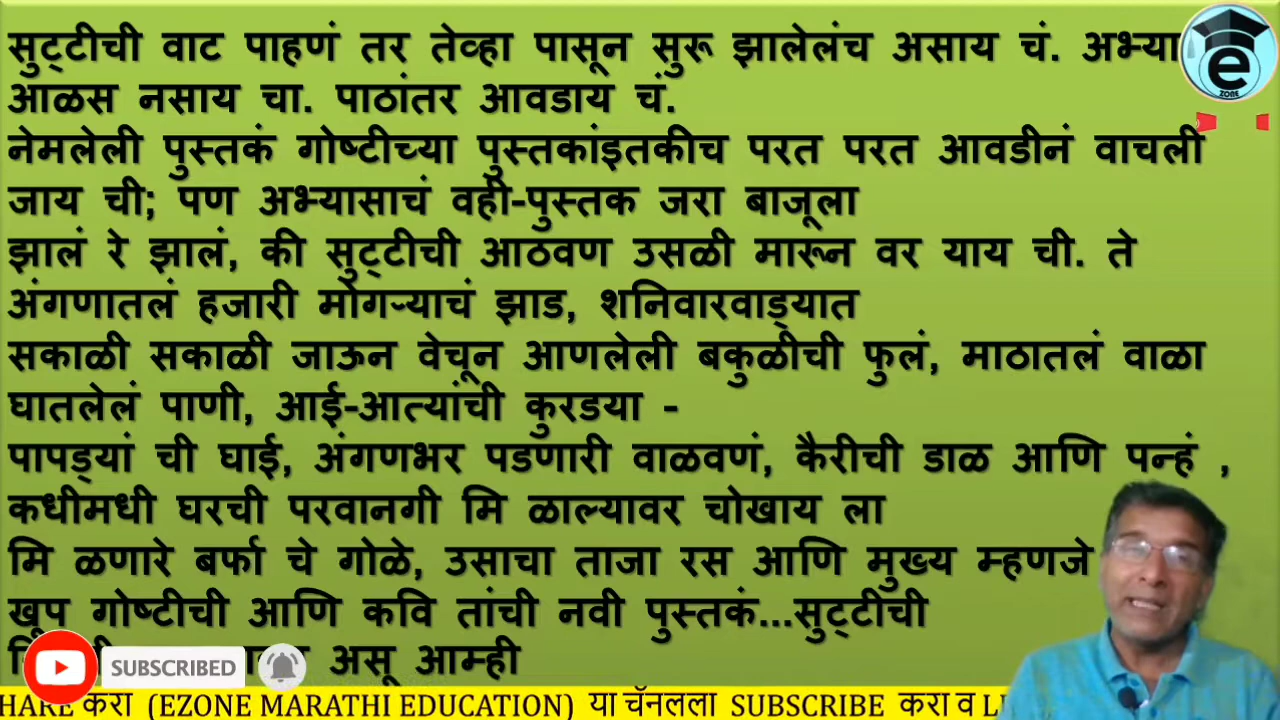 सुट्टीची वाट पाहणं तर तेव्हा पासून सुरू झालेलंच असाय चं.
आळस नसाय चा. पाठांतर आवडाय चं.
नेमलेली पुस्तकं गोष्टीच्या पुस्तकांइतकीच परत परत आवडीनं वाचली
जाय ची; पण अभ्यासाचं वही-पुस्तक जरा बाजूला
झालं रे झालं, की सुट्टीची आठवण उसळी मारून वर याय ची. ते
अंगणातलं हजारी मोगऱ्याचं झाड, शनिवारवाड्यात
सकाळी सकाळी जाऊन वेचून आणलेली बकुळीची फुलं, माठातलं वाळा
घातलेलं पाणी, आई-आत्यांची कुरडया -
पापड्यां ची घाई, अंगणभर पडणारी वाळवणं, कैरीची डाळ आणि पन्हं ,
कधीमधी घरची परवानगी मि ळाल्यावर चोखाय ला
मि ळणारे बर्फा चे गोळे, उसाचा ताजा रस आणि मुख्य म्हणजे
खूप गोष्टीची आणि कवि तांची नवी पुस्तकं...सुट्टीची
असू आम्ही
e
ZONE
SUBSCRIBED
करा (EZONE MARATHI EDUCATION) या चॅनलला SUBSCRIBE करा व